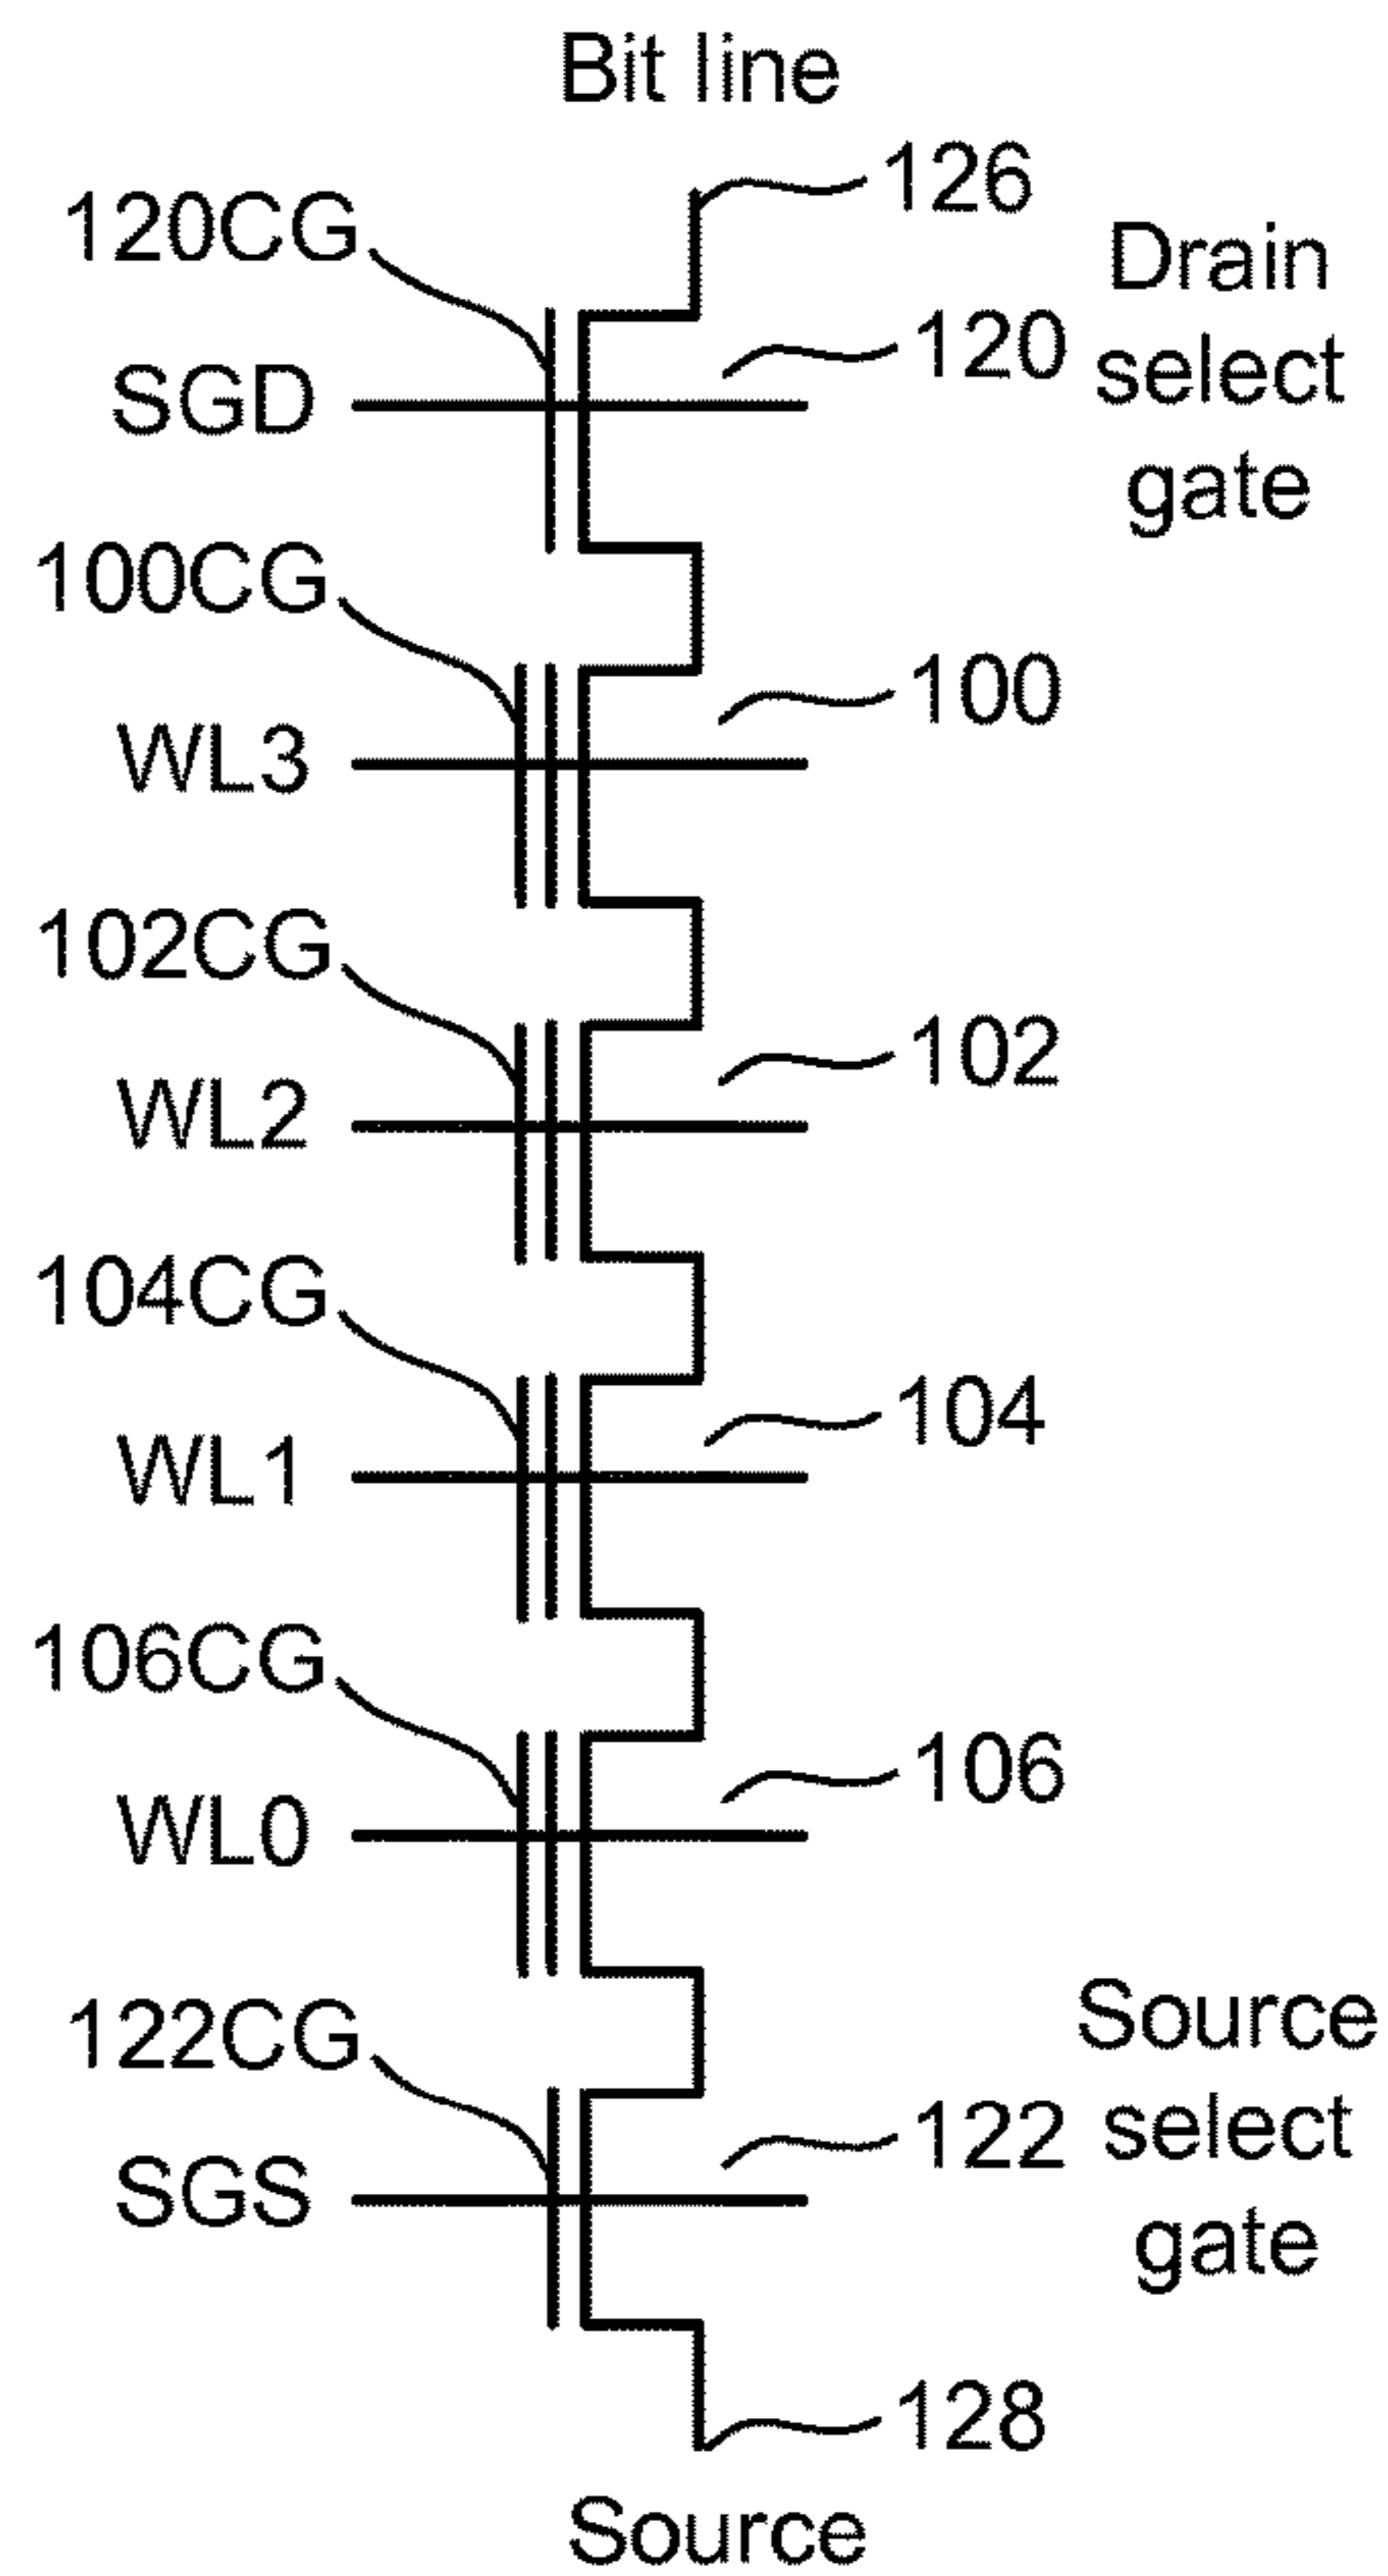 Bit line
126
120CG
Drain
select
gate
120
SGD
100CG
100
WL3
102CG
102
WL2
104CG
104
WL1
106CG
106
WL0
122CG
Source
select
gate
122
SGS
128
Source